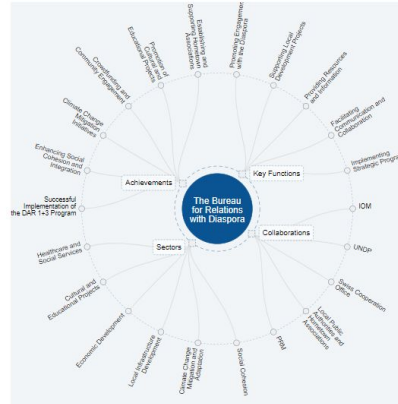 The Bureau
for Relations
with Diaspora
Key Functions
Promoting Engagement
with the Diaspora
Supporting Local
Development Projects
Providing Resources
and Information
Facilitating
Communication and
Collaboration
Implementing
Strategic Progra
Collaborations
IOM
UNDP
Swiss Cooperation
Office
Local Public
Authorities and
Hometown
Associations
PRM
Sectors
Social Cohesion
Climate Change
Mitigation and
Adaptation
Local Infrastructure
Development
Economic Development
Cultural and
Educational Projects
Healthcare and
Social Services
Achievements
Successful
Implementation of
the DAR 1+3 Program
Enhancing Social
Cohesion and
Integration
Climate Change
Mitigation
Initiatives
Crowdfunding and
Community Engagement
Promotion of
Cultural and
Educational Projects
Establishing and
Supporting Hometown
Associations